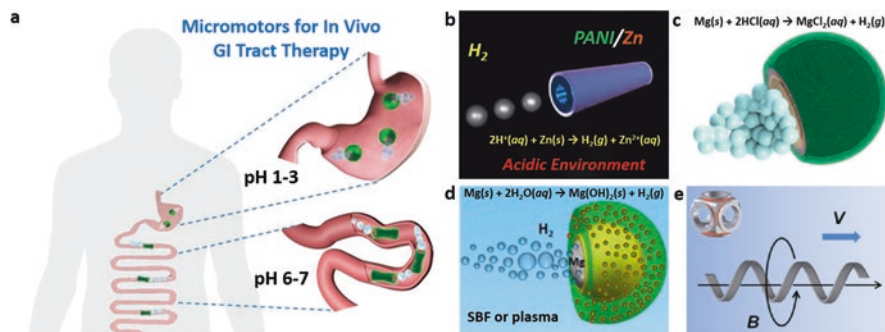 a
Micromotors for In Vivo
GI Tract Therapy
pH 1-3
pH 6-7
b
PANI/Zn
H₂
2H⁺(aq) + Zn(s) → H₂(g) + Zn²⁺(aq)
Acidic Environment
c
Mg(s) + 2HCl(aq) → MgCl₂(aq) + H₂(g)
d
Mg(s) + 2H₂O(aq) → Mg(OH)₂(s) + H₂(g)
H₂
Mg
SBF or plasma
e
V
B